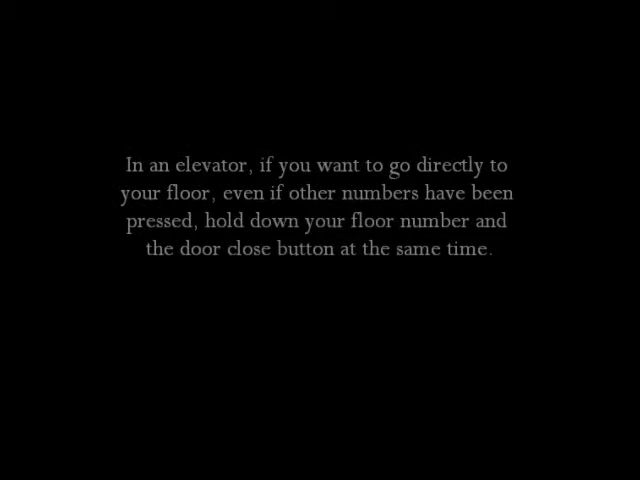 In an elevator, if you want to go directly to
your floor, even if other numbers have been
pressed, hold down your floor number and
the door close button at the same time.